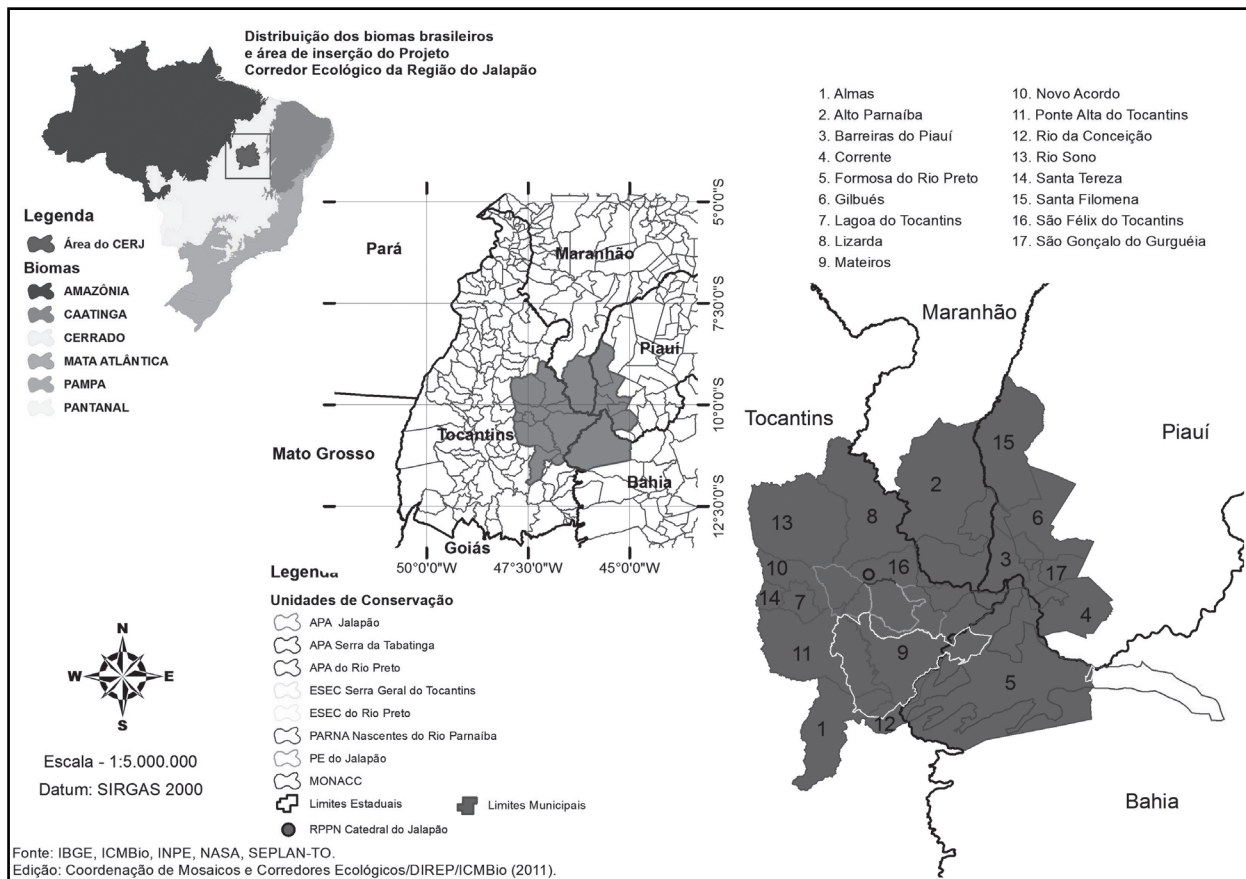 Distribuição dos biomas brasileiros
e área de inserção do Projeto
Corredor Ecológico da Região do Jalapão
Legenda
Área do CERJ
Biomas
AMAZÔNIA
CAATINGA
CERRADO
MATA ATLÂNTICA
PAMPA
PANTANAL
1. Almas
2. Alto Parnaíba
3. Barreiras do Piauí
4. Corrente
5. Formosa do Rio Preto
6. Gilbués
7. Lagoa do Tocantins
8. Lizarda
9. Mateiros
10. Novo Acordo
11. Ponte Alta do Tocantins
12. Rio da Conceição
13. Rio Sono
14. Santa Tereza
15. Santa Filomena
16. São Félix do Tocantins
17. São Gonçalo do Gurguéia
Pará
Maranhão
Piauí
Tocantins
Mato Grosso
Bahia
Goiás
5°0'0"S
7°30'0"S
10°0'0"S
12°30'0"S
50°0'0"W
47°30'0"W
45°0'0"W
Maranhão
Tocantins
Piauí
Bahia
15
2
13
8
6
10
16
3
17
14
7
4
11
9
5
1
12
Legenda
Unidades de Conservação
APA Jalapão
APA Serra da Tabatinga
APA do Rio Preto
ESEC Serra Geral do Tocantins
ESEC do Rio Preto
PARNA Nascentes do Rio Parnaíba
PE do Jalapão
MONACC
Limites Estaduais
Limites Municipais
RPPN Catedral do Jalapão
N
W
E
S
Escala - 1:5.000.000
Datum: SIRGAS 2000
Fonte: IBGE, ICMBio, INPE, NASA, SEPLAN-TO.
Edição: Coordenação de Mosaicos e Corredores Ecológicos/DIREP/ICMBio (2011).